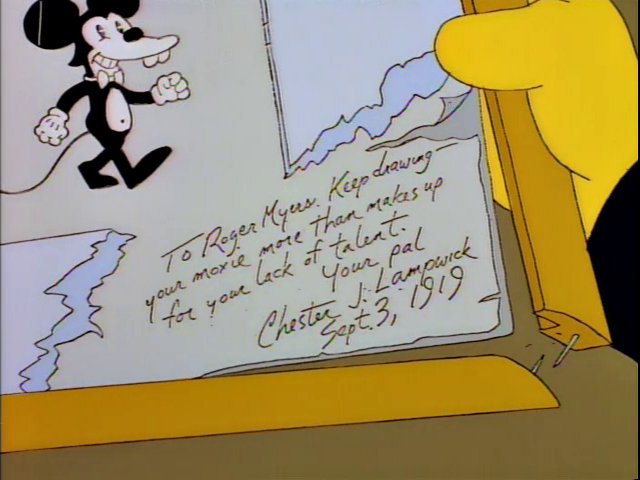 To Roger Myers. Keep drawing—
your moxie more than makes up
for your lack of talent.
Your pal
Chester J. Lampwick
Sept. 3, 1919